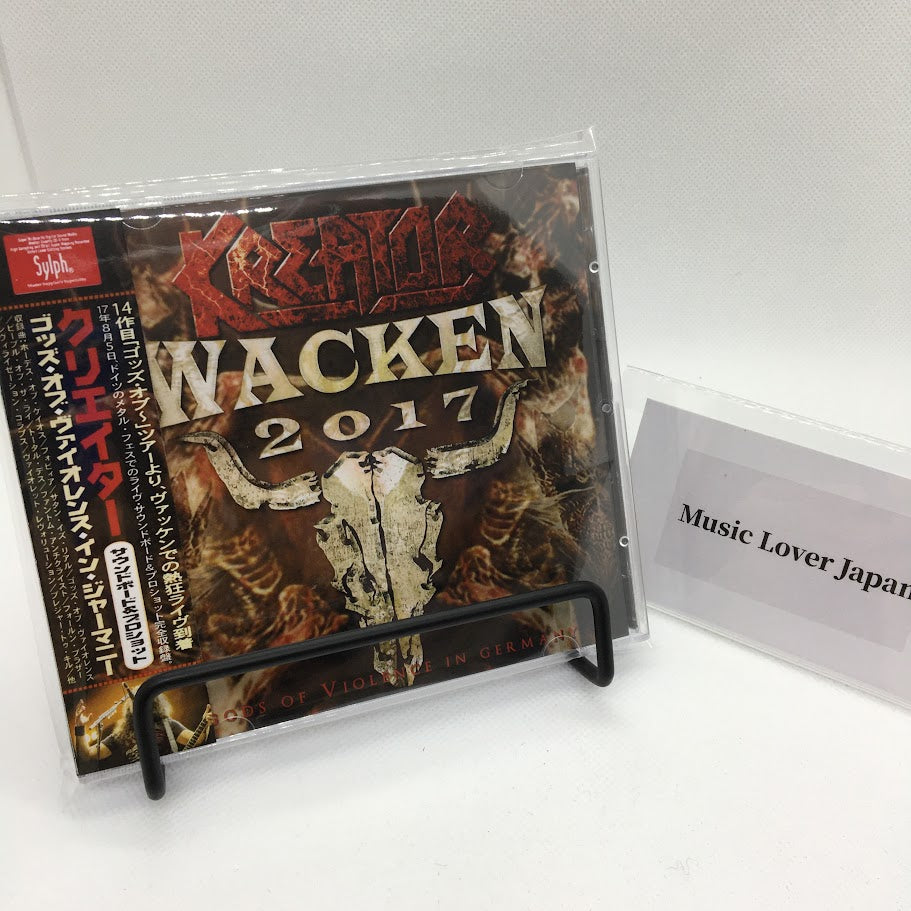 Sylph®
クリエイター
ゴッズ・オブ・ヴァイオレンス・イン・ジャーマニー
サウンドボード&プロショット
14作目「ゴッズ・オブ〜」ツアーより、ヴァッケンでの熱狂ライヴ到着
17年8月5日、ドイツのメタル・フェスでのライヴ・サウンドボード&プロショット完全収録盤。
KREATOR
WACKEN
2017
GODS OF VIOLENCE IN GERMANY
Music Lover Japan